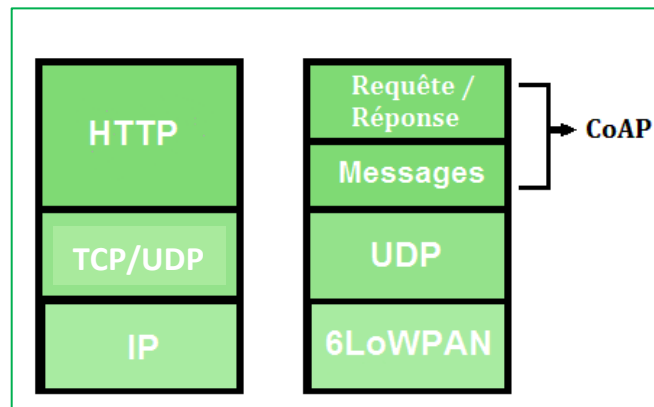 HTTP
TCP/UDP
IP
Requête /
Réponse
Messages
UDP
6LoWPAN
CoAP